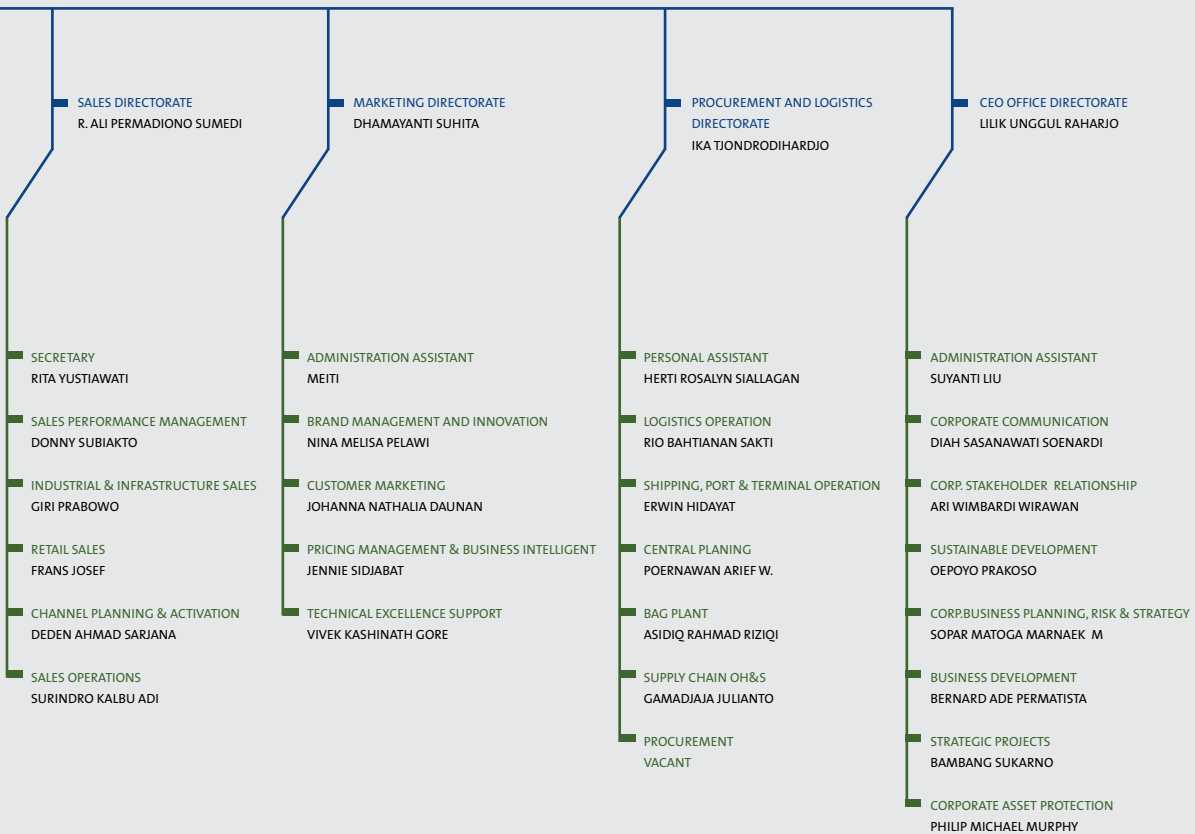 SALES DIRECTORATE
R. ALI PERMADIONO SUMEDI
SECRETARY
RITA YUSTIAWATI
SALES PERFORMANCE MANAGEMENT
DONNY SUBIAKTO
INDUSTRIAL & INFRASTRUCTURE SALES
GIRI PRABOWO
RETAIL SALES
FRANS JOSEF
CHANNEL PLANNING & ACTIVATION
DEDEN AHMAD SARJANA
SALES OPERATIONS
SURINDRO KALBU ADI
MARKETING DIRECTORATE
DHAMAYANTI SUHITA
ADMINISTRATION ASSISTANT
MEITI
BRAND MANAGEMENT AND INNOVATION
NINA MELISA PELAWI
CUSTOMER MARKETING
JOHANNA NATHALIA DAUNAN
PRICING MANAGEMENT & BUSINESS INTELLIGENT
JENNIE SIDJABAT
TECHNICAL EXCELLENCE SUPPORT
VIVEK KASHINATH GORE
PROCUREMENT AND LOGISTICS
DIRECTORATE
IKA TJONDRODIHARDJO
PERSONAL ASSISTANT
HERTI ROSALYN SIALLAGAN
LOGISTICS OPERATION
RIO BAHTIANAN SAKTI
SHIPPING, PORT & TERMINAL OPERATION
ERWIN HIDAYAT
CENTRAL PLANING
POERNAWAN ARIEF W.
BAG PLANT
ASIDIQ RAHMAD RIZIQI
SUPPLY CHAIN OH&S
GAMADJAJA JULIANTO
PROCUREMENT
VACANT
CEO OFFICE DIRECTORATE
LILIK UNGGUL RAHARJO
ADMINISTRATION ASSISTANT
SUYANTI LIU
CORPORATE COMMUNICATION
DIAH SASANAWATI SOENARDI
CORP. STAKEHOLDER RELATIONSHIP
ARI WIMBARDI WIRAWAN
SUSTAINABLE DEVELOPMENT
OEPOYO PRAKOSO
CORP.BUSINESS PLANNING, RISK & STRATEGY
SOPAR MATOGA MARNAEK M
BUSINESS DEVELOPMENT
BERNARD ADE PERMATISTA
STRATEGIC PROJECTS
BAMBANG SUKARNO
CORPORATE ASSET PROTECTION
PHILIP MICHAEL MURPHY